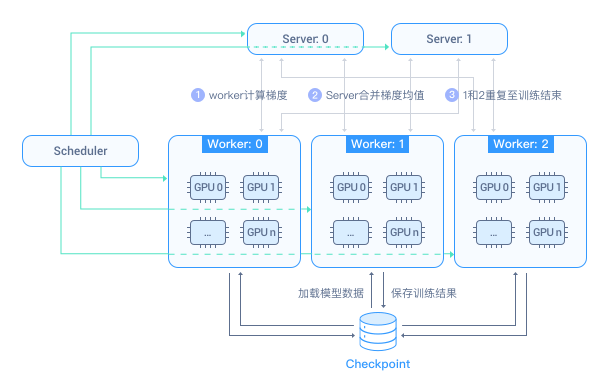 Server: 0
Server: 1
1 worker计算梯度
2 Server合并梯度均值
3 1和2重复至训练结束
Scheduler
Worker: 0
Worker: 1
Worker: 2
GPU 0
GPU 1
GPU 0
GPU 1
GPU 0
GPU 1
...
GPU n
...
GPU n
...
GPU n
加载模型数据
保存训练结果
Checkpoint